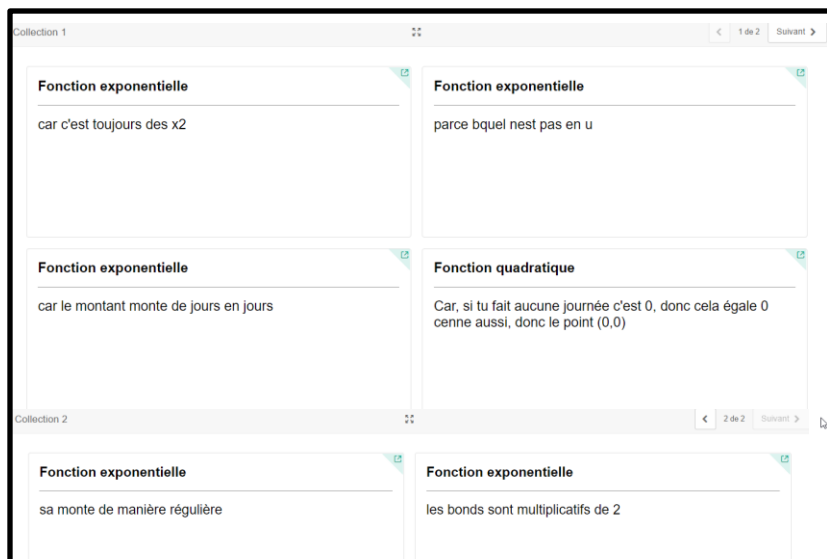 Collection 1
1 de 2 Suivant
Fonction exponentielle
car c'est toujours des x2
Fonction exponentielle
parce bquel nest pas en u
Fonction exponentielle
car le montant monte de jours en jours
Fonction quadratique
Car, si tu fait aucune journée c'est 0, donc cela égale 0
cenne aussi, donc le point (0,0)
Collection 2
2 de 2 Suivant
Fonction exponentielle
sa monte de manière régulière
Fonction exponentielle
les bonds sont multiplicatifs de 2